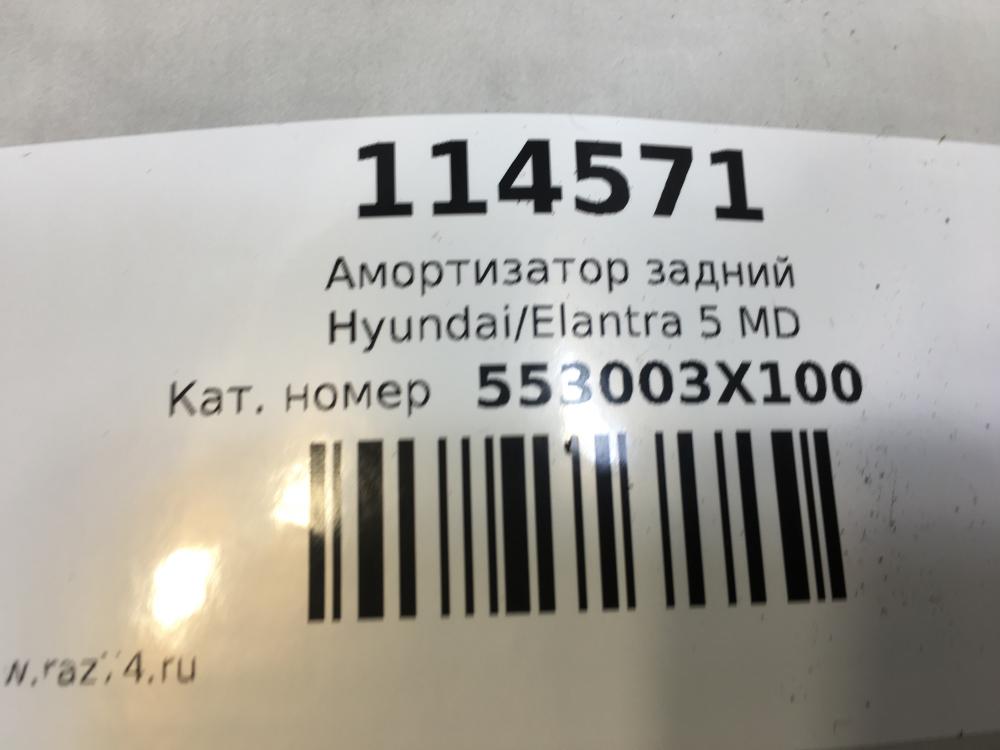 114571
Амортизатор задний
Hyundai/Elantra 5 MD
Кат. номер 553003X100